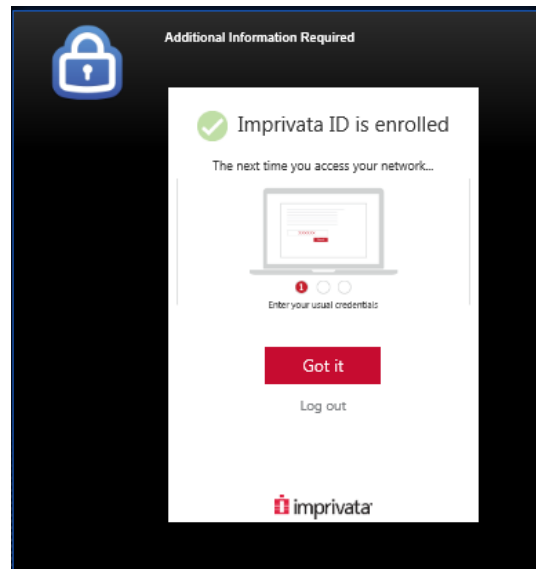 Additional Information Required
Imprivata ID is enrolled
The next time you access your network...
1
Enter your usual credentials
Got it
Log out
imprivata